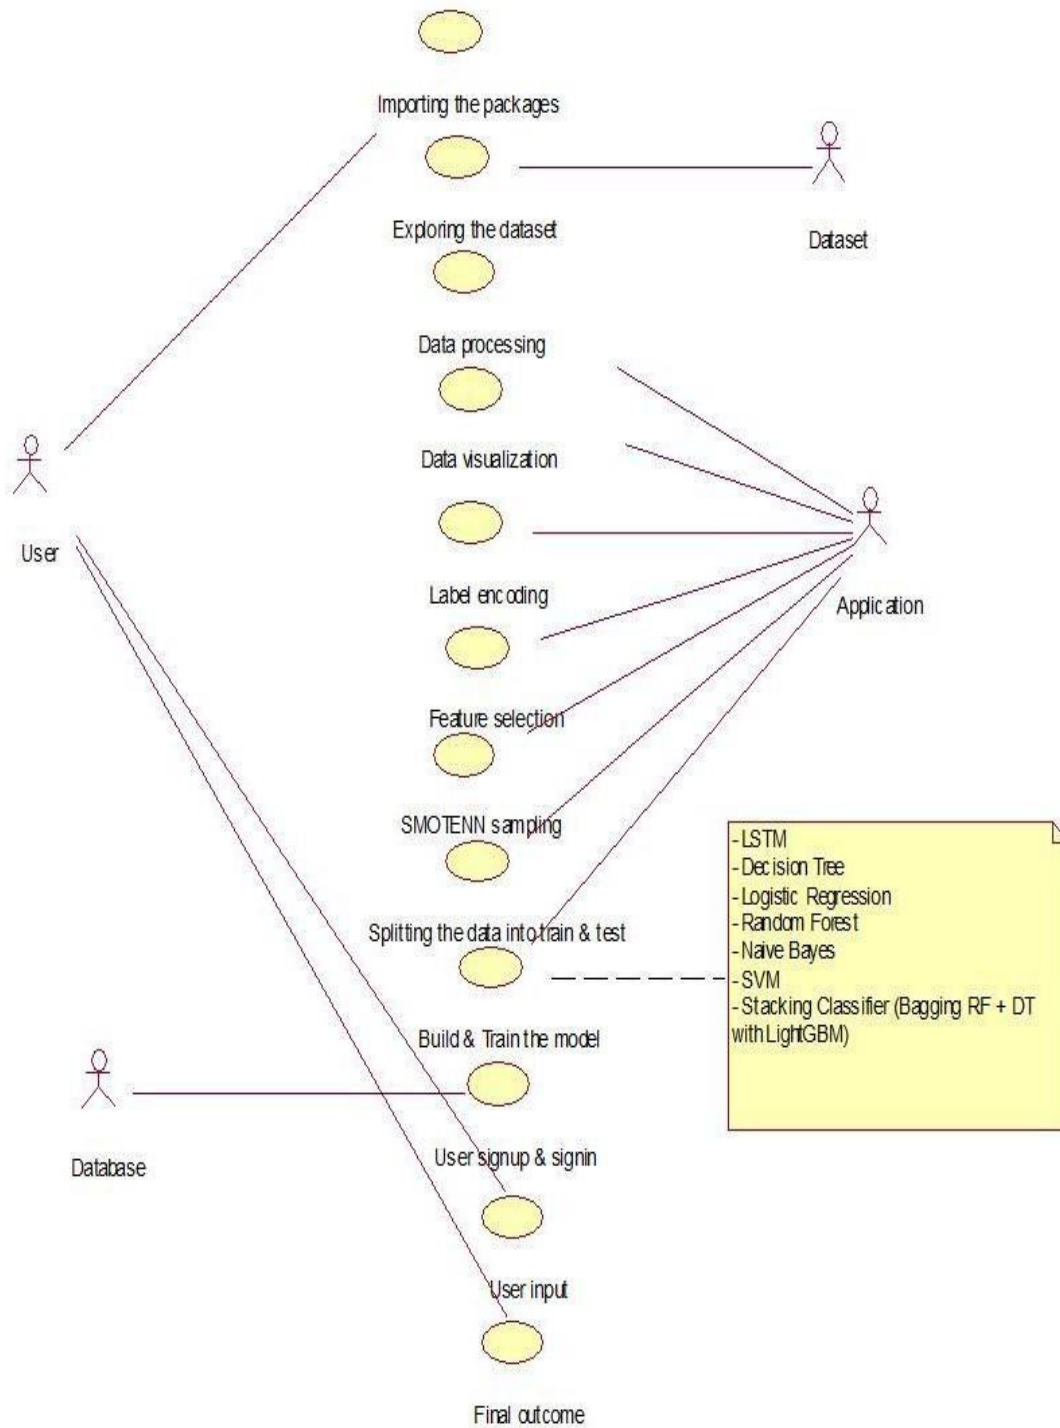 Importing the packages
Exploring the dataset
Dataset
Data processing
Data visualization
User
Label encoding
Application
Feature selection
SMOTENN sampling
- LSTM
- Decision Tree
- Logistic Regression
- Random Forest
- Naive Bayes
- SVM
- Stacking Classifier (Bagging RF + DT
with LightGBM)
Splitting the data into train & test
Build & Train the model
User signup & signin
Database
User input
Final outcome